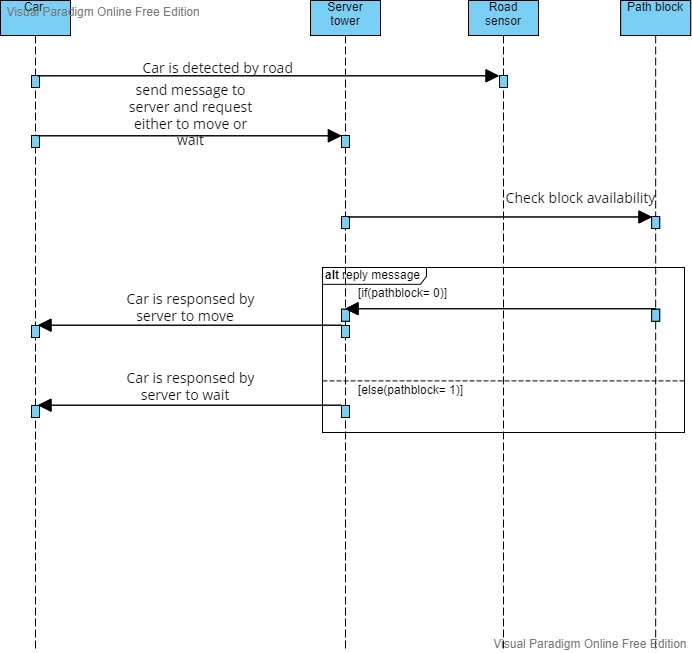 Car
Visual Paradigm Online Free Edition
Server
tower
Road
sensor
Path block
Car is detected by road
send message to
server and request
either to move or
wait
Check block availability
alt reply message
[if(pathblock= 0)]
Car is responsed by
server to move
Car is responsed by
server to wait
[else(pathblock= 1)]
Visual Paradigm Online Free Edition